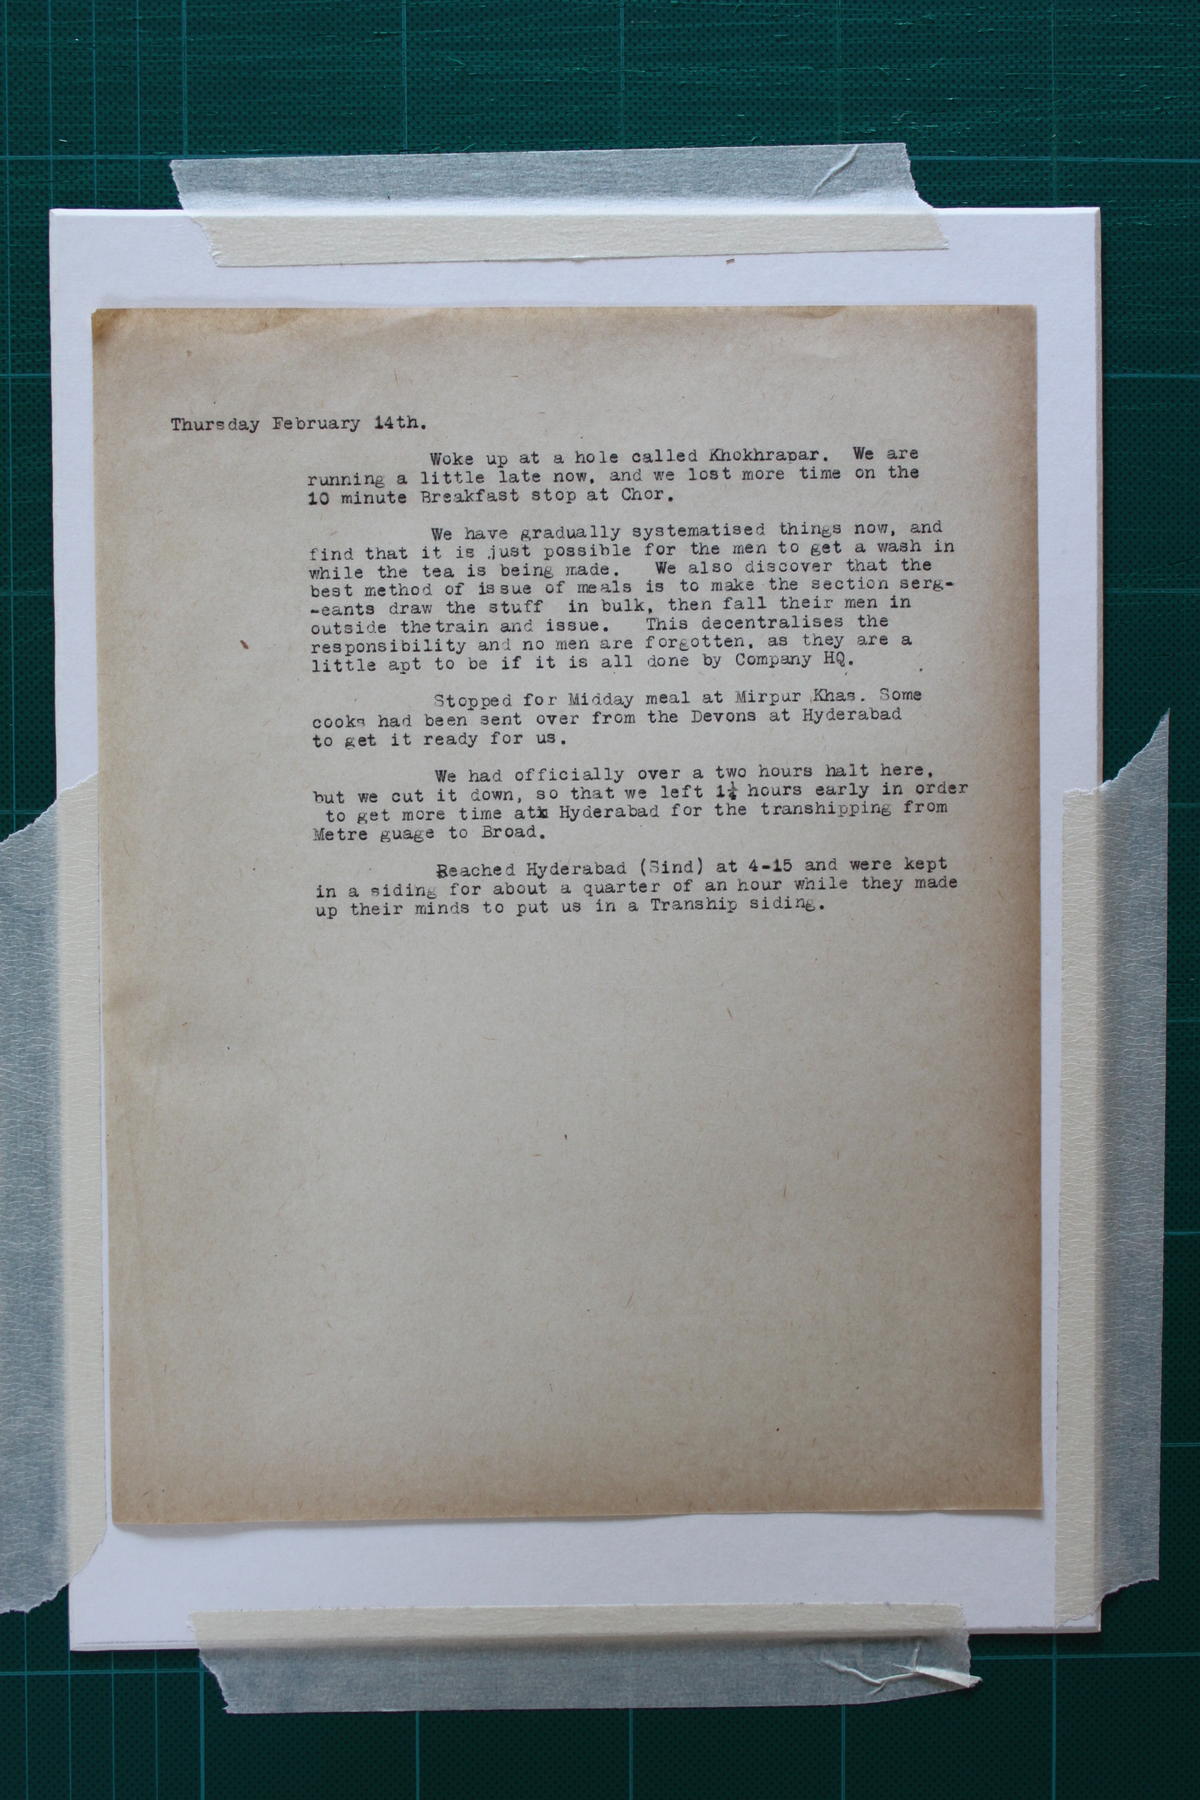 Thursday February 14th.
Woke up at a hole called Khokhrapar. We are
running a little late now, and we lost more time on the
10 minute Breakfast stop at Chor.
We have gradually systematised things now, and
find that it is just possible for the men to get a wash in
while the tea is being made. We also discover that the
best method of issue of meals is to make the section serg-
-eants draw the stuff in bulk, then fall their men in
outside thetrain and issue. This decentralises the
responsibility and no men are forgotten, as they are a
little apt to be if it is all done by Company HQ.
Stopped for Midday meal at Mirpur Khas. Some
cooks had been sent over from the Devons at Hyderabad
to get it ready for us.
We had officially over a two hours halt here,
but we cut it down, so that we left 1¼ hours early in order
to get more time atx Hyderabad for the transhipping from
Metre guage to Broad.
Reached Hyderabad (Sind) at 4-15 and were kept
in a siding for about a quarter of an hour while they made
up their minds to put us in a Tranship siding.